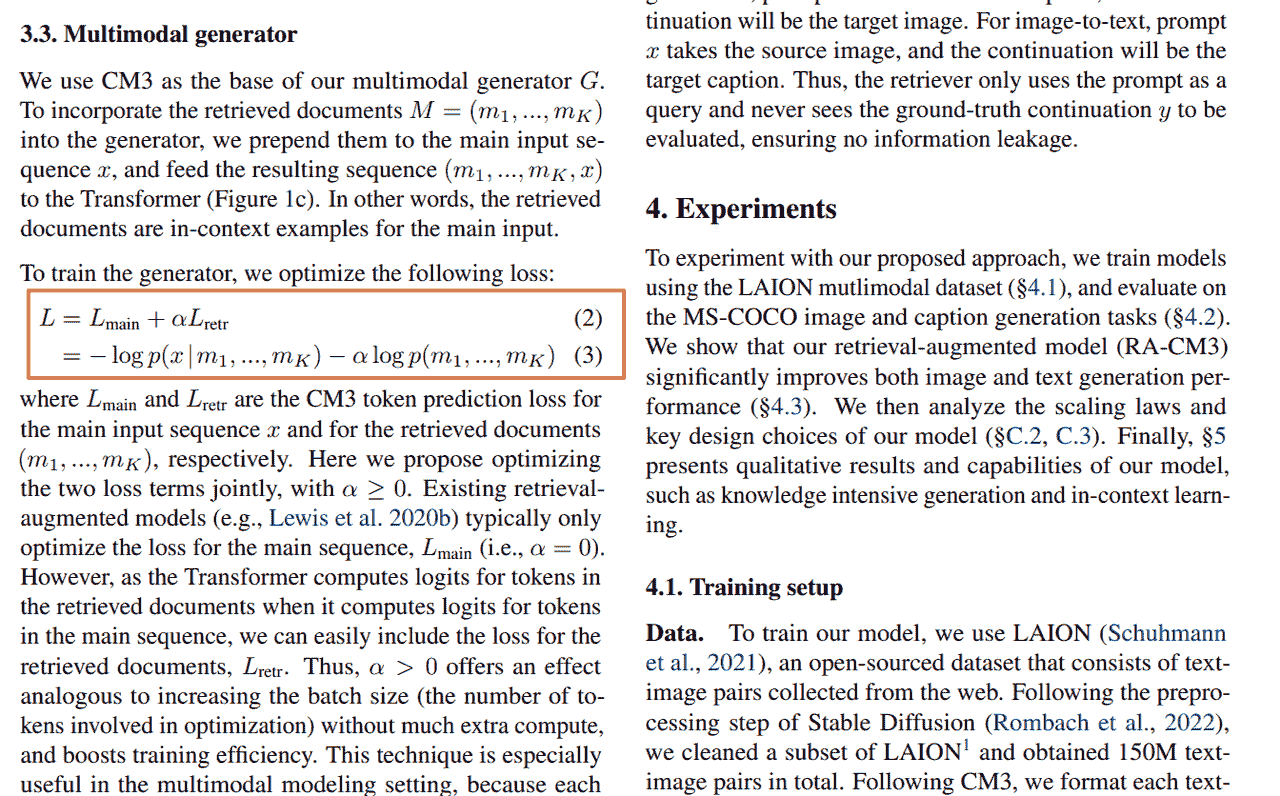 3.3. Multimodal generator
We use CM3 as the base of our multimodal generator G.
To incorporate the retrieved documents M = (m₁, ..., m_K)
into the generator, we prepend them to the main input se-
quence x, and feed the resulting sequence (m₁, ..., m_K, x)
to the Transformer (Figure 1c). In other words, the retrieved
documents are in-context examples for the main input.
To train the generator, we optimize the following loss:
L = L_main + αL_retr (2)
= − log p(x | m₁, ..., m_K) − α log p(m₁, ..., m_K) (3)
where L_main and L_retr are the CM3 token prediction loss for
the main input sequence x and for the retrieved documents
(m₁, ..., m_K), respectively. Here we propose optimizing
the two loss terms jointly, with α ≥ 0. Existing retrieval-
augmented models (e.g., Lewis et al. 2020b) typically only
optimize the loss for the main sequence, L_main (i.e., α = 0).
However, as the Transformer computes logits for tokens in
the retrieved documents when it computes logits for tokens
in the main sequence, we can easily include the loss for the
retrieved documents, L_retr. Thus, α > 0 offers an effect
analogous to increasing the batch size (the number of to-
kens involved in optimization) without much extra compute,
and boosts training efficiency. This technique is especially
useful in the multimodal modeling setting, because each
tinuation will be the target image. For image-to-text, prompt
x takes the source image, and the continuation will be the
target caption. Thus, the retriever only uses the prompt as a
query and never sees the ground-truth continuation y to be
evaluated, ensuring no information leakage.
4. Experiments
To experiment with our proposed approach, we train models
using the LAION mutlimodal dataset (§4.1), and evaluate on
the MS-COCO image and caption generation tasks (§4.2).
We show that our retrieval-augmented model (RA-CM3)
significantly improves both image and text generation per-
formance (§4.3). We then analyze the scaling laws and
key design choices of our model (§C.2, C.3). Finally, §5
presents qualitative results and capabilities of our model,
such as knowledge intensive generation and in-context learn-
ing.
4.1. Training setup
Data. To train our model, we use LAION (Schuhmann
et al., 2021), an open-sourced dataset that consists of text-
image pairs collected from the web. Following the prepro-
cessing step of Stable Diffusion (Rombach et al., 2022),
we cleaned a subset of LAION¹ and obtained 150M text-
image pairs in total. Following CM3, we format each text-